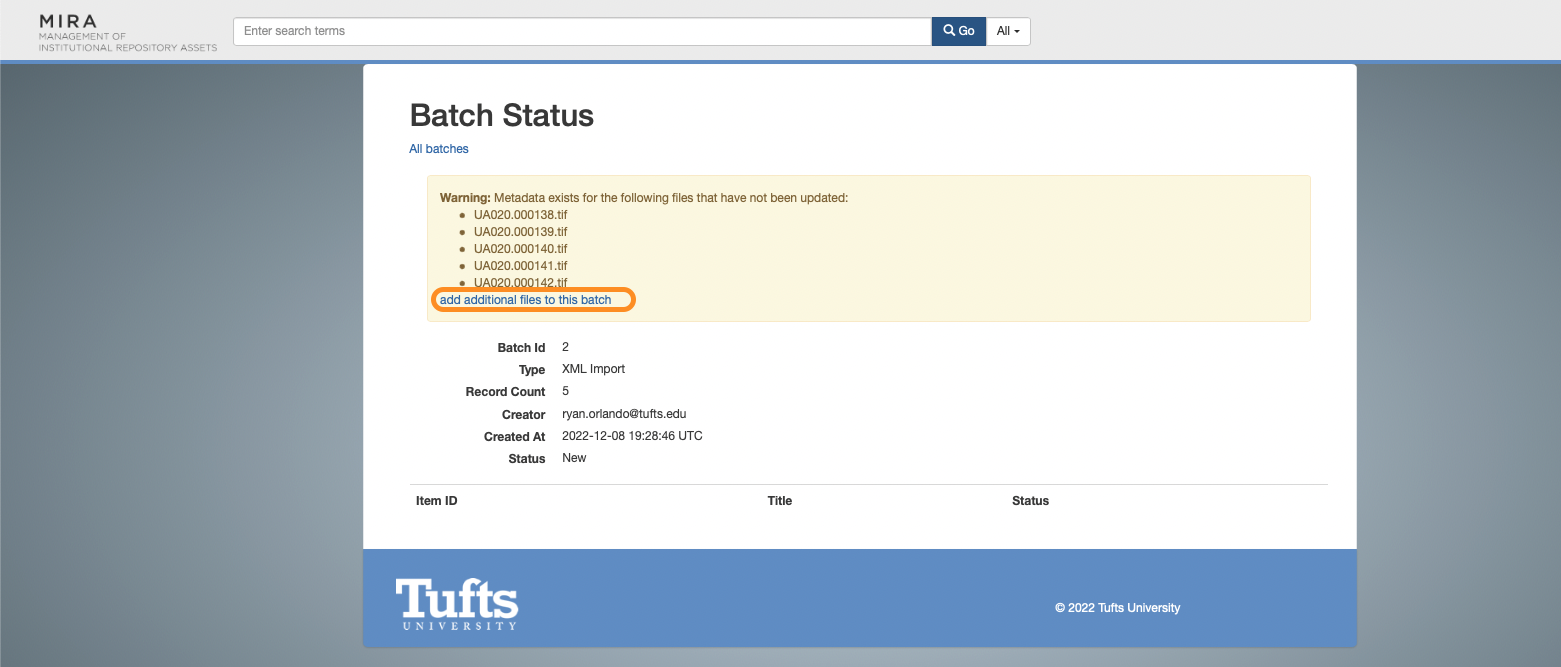 MIRA
MANAGEMENT OF
INSTITUTIONAL REPOSITORY ASSETS
Enter search terms
Go
All
Batch Status
All batches
Warning: Metadata exists for the following files that have not been updated:
UA020.000138.tif
UA020.000139.tif
UA020.000140.tif
UA020.000141.tif
UA020.000142.tif
add additional files to this batch
Batch Id 2
Type XML Import
Record Count 5
Creator ryan.orlando@tufts.edu
Created At 2022-12-08 19:28:46 UTC
Status New
Item ID Title Status
Tufts
UNIVERSITY
© 2022 Tufts University